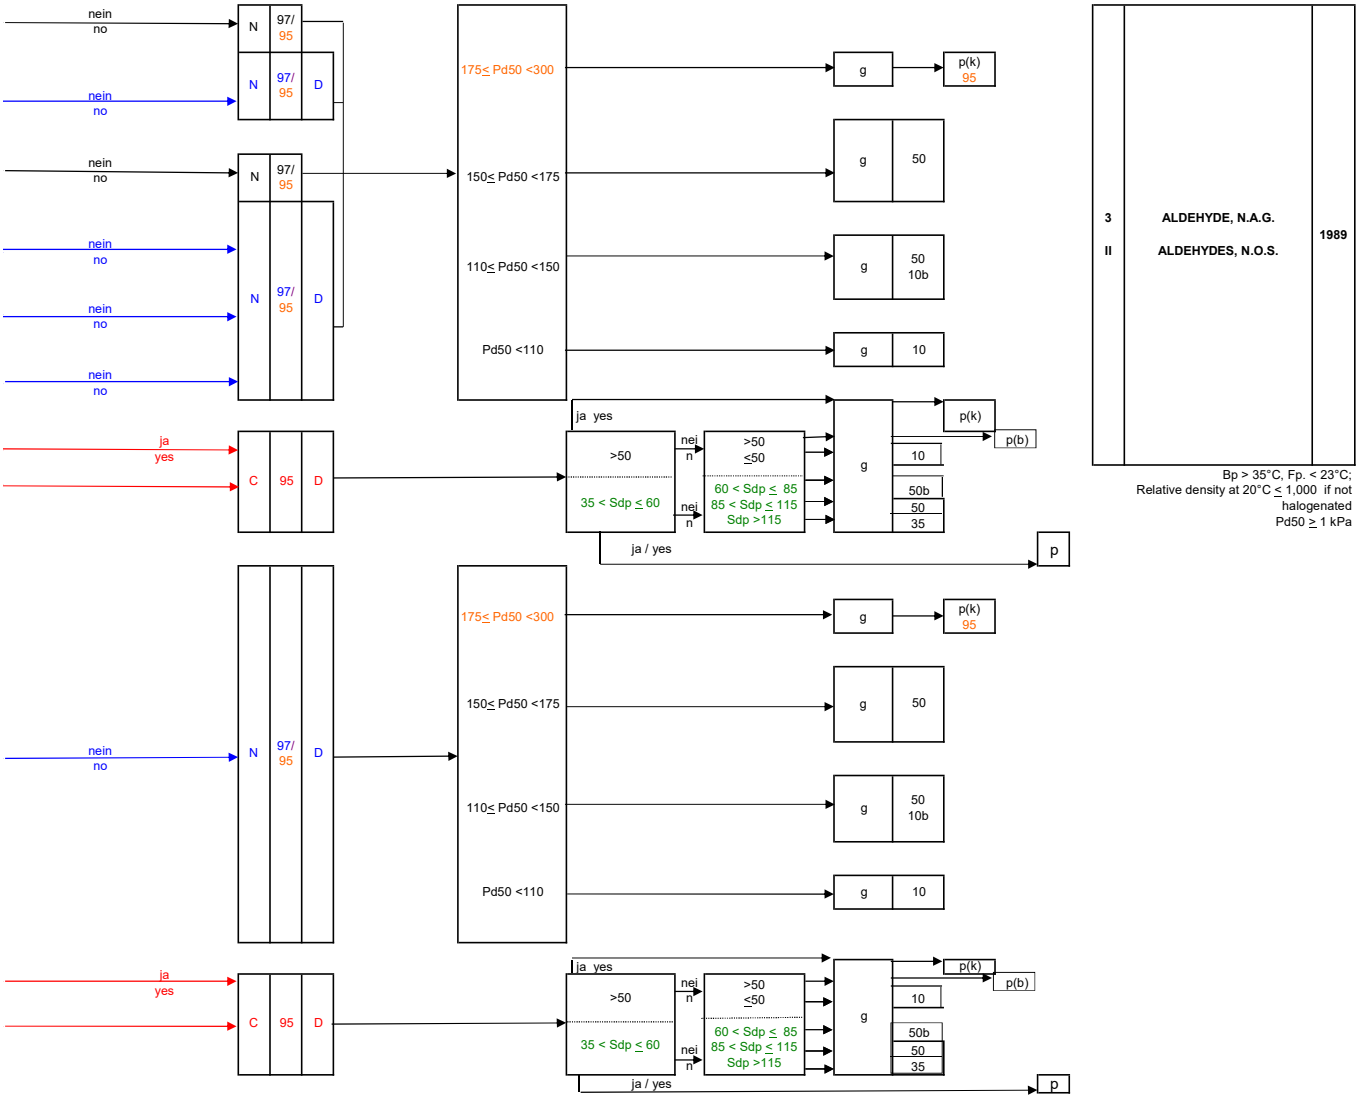 nein
no
N
97/
95
nein
no
N
97/
95
D
175≤ Pd50 <300
g
p(k)
95
nein
no
N
97/
95
150≤ Pd50 <175
g
50
nein
no
nein
no
nein
no
N
97/
95
D
110≤ Pd50 <150
g
50
10b
Pd50 <110
g
10
3
II
ALDEHYDE, N.A.G.
ALDEHYDES, N.O.S.
1989
Bp > 35°C, Fp. < 23°C;
Relative density at 20°C ≤ 1,000 if not
halogenated
Pd50 ≥ 1 kPa
ja
yes
C
95
D
ja yes
>50
35 < Sdp ≤ 60
nei
n
nei
n
>50
≤50
60 < Sdp ≤ 85
85 < Sdp ≤ 115
Sdp >115
g
p(k)
p(b)
10
50b
50
35
ja / yes
p
nein
no
N
97/
95
D
175≤ Pd50 <300
g
p(k)
95
150≤ Pd50 <175
g
50
110≤ Pd50 <150
g
50
10b
Pd50 <110
g
10
ja
yes
C
95
D
ja yes
>50
35 < Sdp ≤ 60
nei
n
nei
n
>50
≤50
60 < Sdp ≤ 85
85 < Sdp ≤ 115
Sdp >115
g
p(k)
p(b)
10
50b
50
35
ja / yes
p